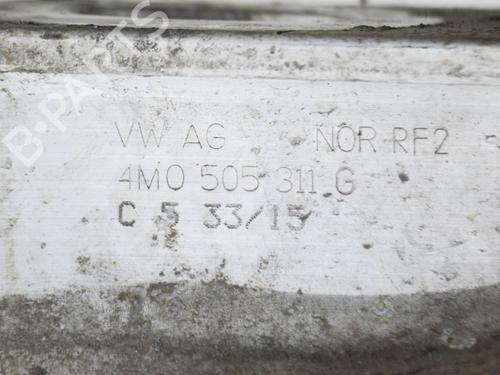 B-PARTS
VW AG NOR RF2
4M0 505 311 G
C 5 33/15